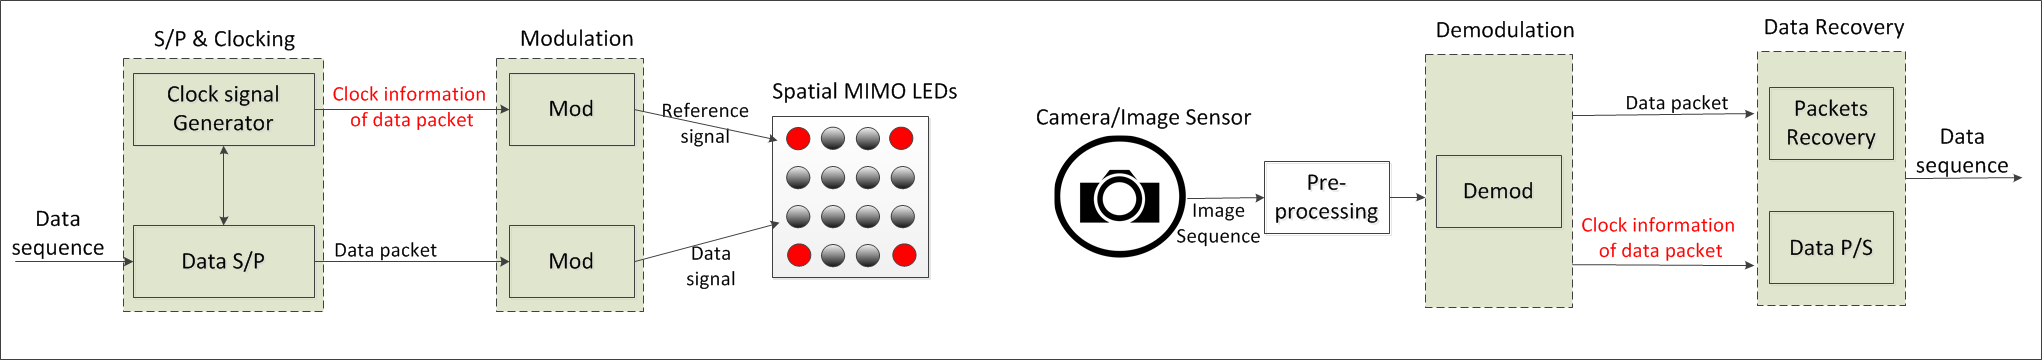 S/P & Clocking
Clock signal
Generator
Data
sequence
Data S/P
Clock information
of data packet
Data packet
Modulation
Mod
Mod
Reference
signal
Data
signal
Spatial MIMO LEDs
Camera/Image Sensor
Image
Sequence
Pre-
processing
Demodulation
Demod
Data packet
Clock information
of data packet
Data Recovery
Packets
Recovery
Data P/S
Data
sequence